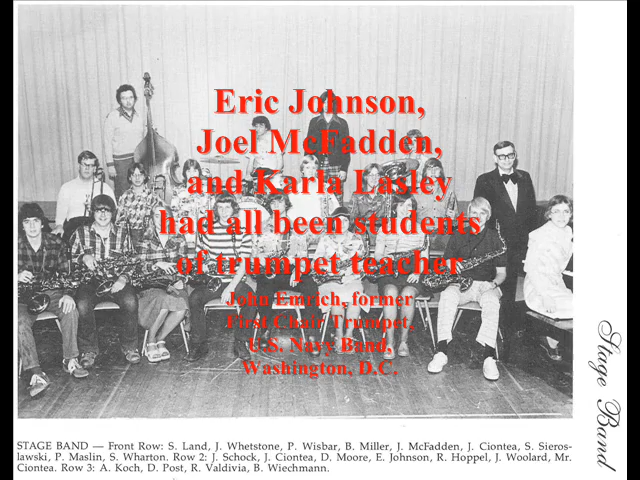 Eric Johnson,
Joel McFadden,
and Karla Lasley
had all been students
of trumpet teacher
John Emrich, former
First Chair Trumpet,
U.S. Navy Band,
Washington, D.C.
Stage Band
STAGE BAND — Front Row: S. Land, J. Whetstone, P. Wisbar, B. Miller, J. McFadden, J. Ciontea, S. Sieros-
lawski, P. Maslin, S. Wharton. Row 2: J. Schock, J. Ciontea, D. Moore, E. Johnson, R. Hoppel, J. Woolard, Mr.
Ciontea. Row 3: A. Koch, D. Post, R. Valdivia, B. Wiechmann.